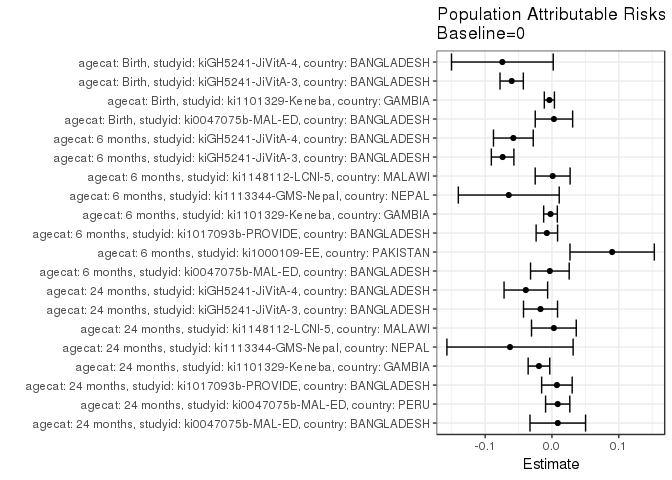 Population Attributable Risks
Baseline=0
agecat: Birth, studyid: kiGH5241-JiVitA-4, country: BANGLADESH
agecat: Birth, studyid: kiGH5241-JiVitA-3, country: BANGLADESH
agecat: Birth, studyid: ki1101329-Keneba, country: GAMBIA
agecat: Birth, studyid: ki0047075b-MAL-ED, country: BANGLADESH
agecat: 6 months, studyid: kiGH5241-JiVitA-4, country: BANGLADESH
agecat: 6 months, studyid: kiGH5241-JiVitA-3, country: BANGLADESH
agecat: 6 months, studyid: ki1148112-LCNI-5, country: MALAWI
agecat: 6 months, studyid: ki1113344-GMS-Nepal, country: NEPAL
agecat: 6 months, studyid: ki1101329-Keneba, country: GAMBIA
agecat: 6 months, studyid: ki1017093b-PROVIDE, country: BANGLADESH
agecat: 6 months, studyid: ki1000109-EE, country: PAKISTAN
agecat: 6 months, studyid: ki0047075b-MAL-ED, country: BANGLADESH
agecat: 24 months, studyid: kiGH5241-JiVitA-4, country: BANGLADESH
agecat: 24 months, studyid: kiGH5241-JiVitA-3, country: BANGLADESH
agecat: 24 months, studyid: ki1148112-LCNI-5, country: MALAWI
agecat: 24 months, studyid: ki1113344-GMS-Nepal, country: NEPAL
agecat: 24 months, studyid: ki1101329-Keneba, country: GAMBIA
agecat: 24 months, studyid: ki1017093b-PROVIDE, country: BANGLADESH
agecat: 24 months, studyid: ki0047075b-MAL-ED, country: PERU
agecat: 24 months, studyid: ki0047075b-MAL-ED, country: BANGLADESH
-0.1 0.0 0.1
Estimate